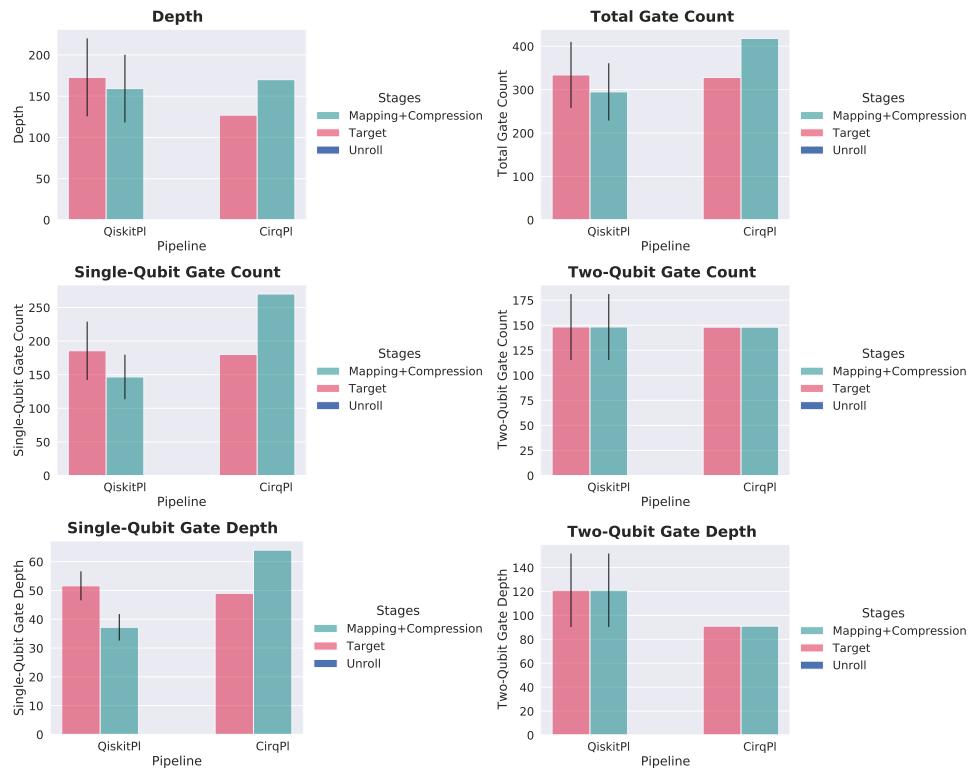 Depth
200
150
100
50
0
Depth
QiskitPl
CirqPl
Pipeline
Stages
Mapping+Compression
Target
Unroll
Total Gate Count
400
300
200
100
0
Total Gate Count
QiskitPl
CirqPl
Pipeline
Stages
Mapping+Compression
Target
Unroll
Single-Qubit Gate Count
250
200
150
100
50
0
Single-Qubit Gate Count
QiskitPl
CirqPl
Pipeline
Stages
Mapping+Compression
Target
Unroll
Two-Qubit Gate Count
175
150
125
100
75
50
25
0
Two-Qubit Gate Count
QiskitPl
CirqPl
Pipeline
Stages
Mapping+Compression
Target
Unroll
Single-Qubit Gate Depth
60
50
40
30
20
10
0
Single-Qubit Gate Depth
QiskitPl
CirqPl
Pipeline
Stages
Mapping+Compression
Target
Unroll
Two-Qubit Gate Depth
140
120
100
80
60
40
20
0
Two-Qubit Gate Depth
QiskitPl
CirqPl
Pipeline
Stages
Mapping+Compression
Target
Unroll